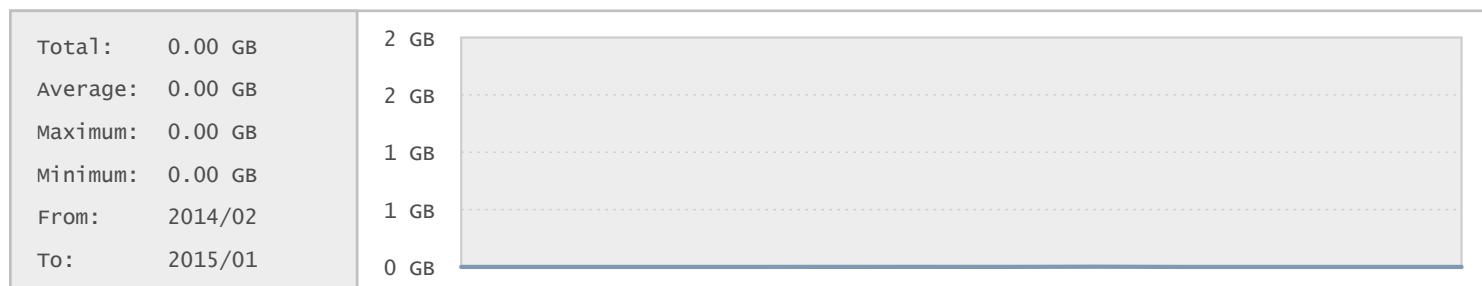 Total: 0.00 GB
Average: 0.00 GB
Maximum: 0.00 GB
Minimum: 0.00 GB
From: 2014/02
To: 2015/01
2 GB
2 GB
1 GB
1 GB
0 GB